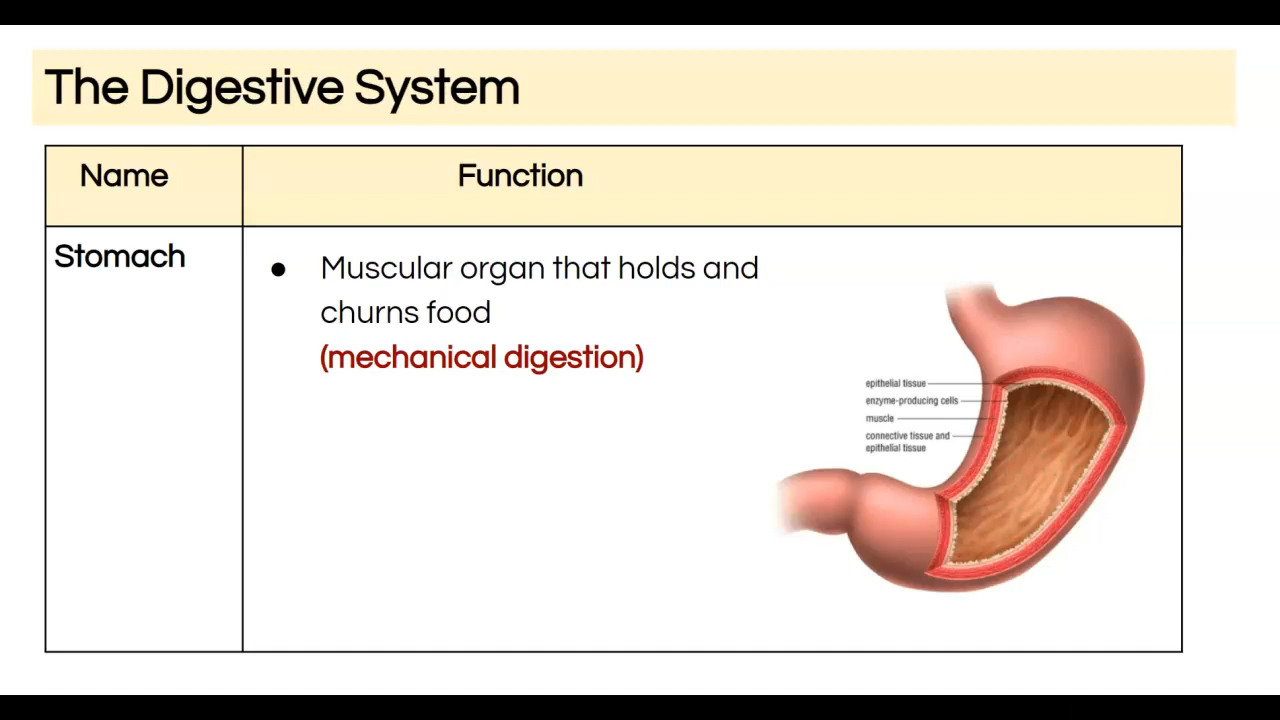 The Digestive System
Name
Function
Stomach
● Muscular organ that holds and
churns food
(mechanical digestion)
epithelial tissue
enzyme-producing cells
muscle
connective tissue and
epithelial tissue